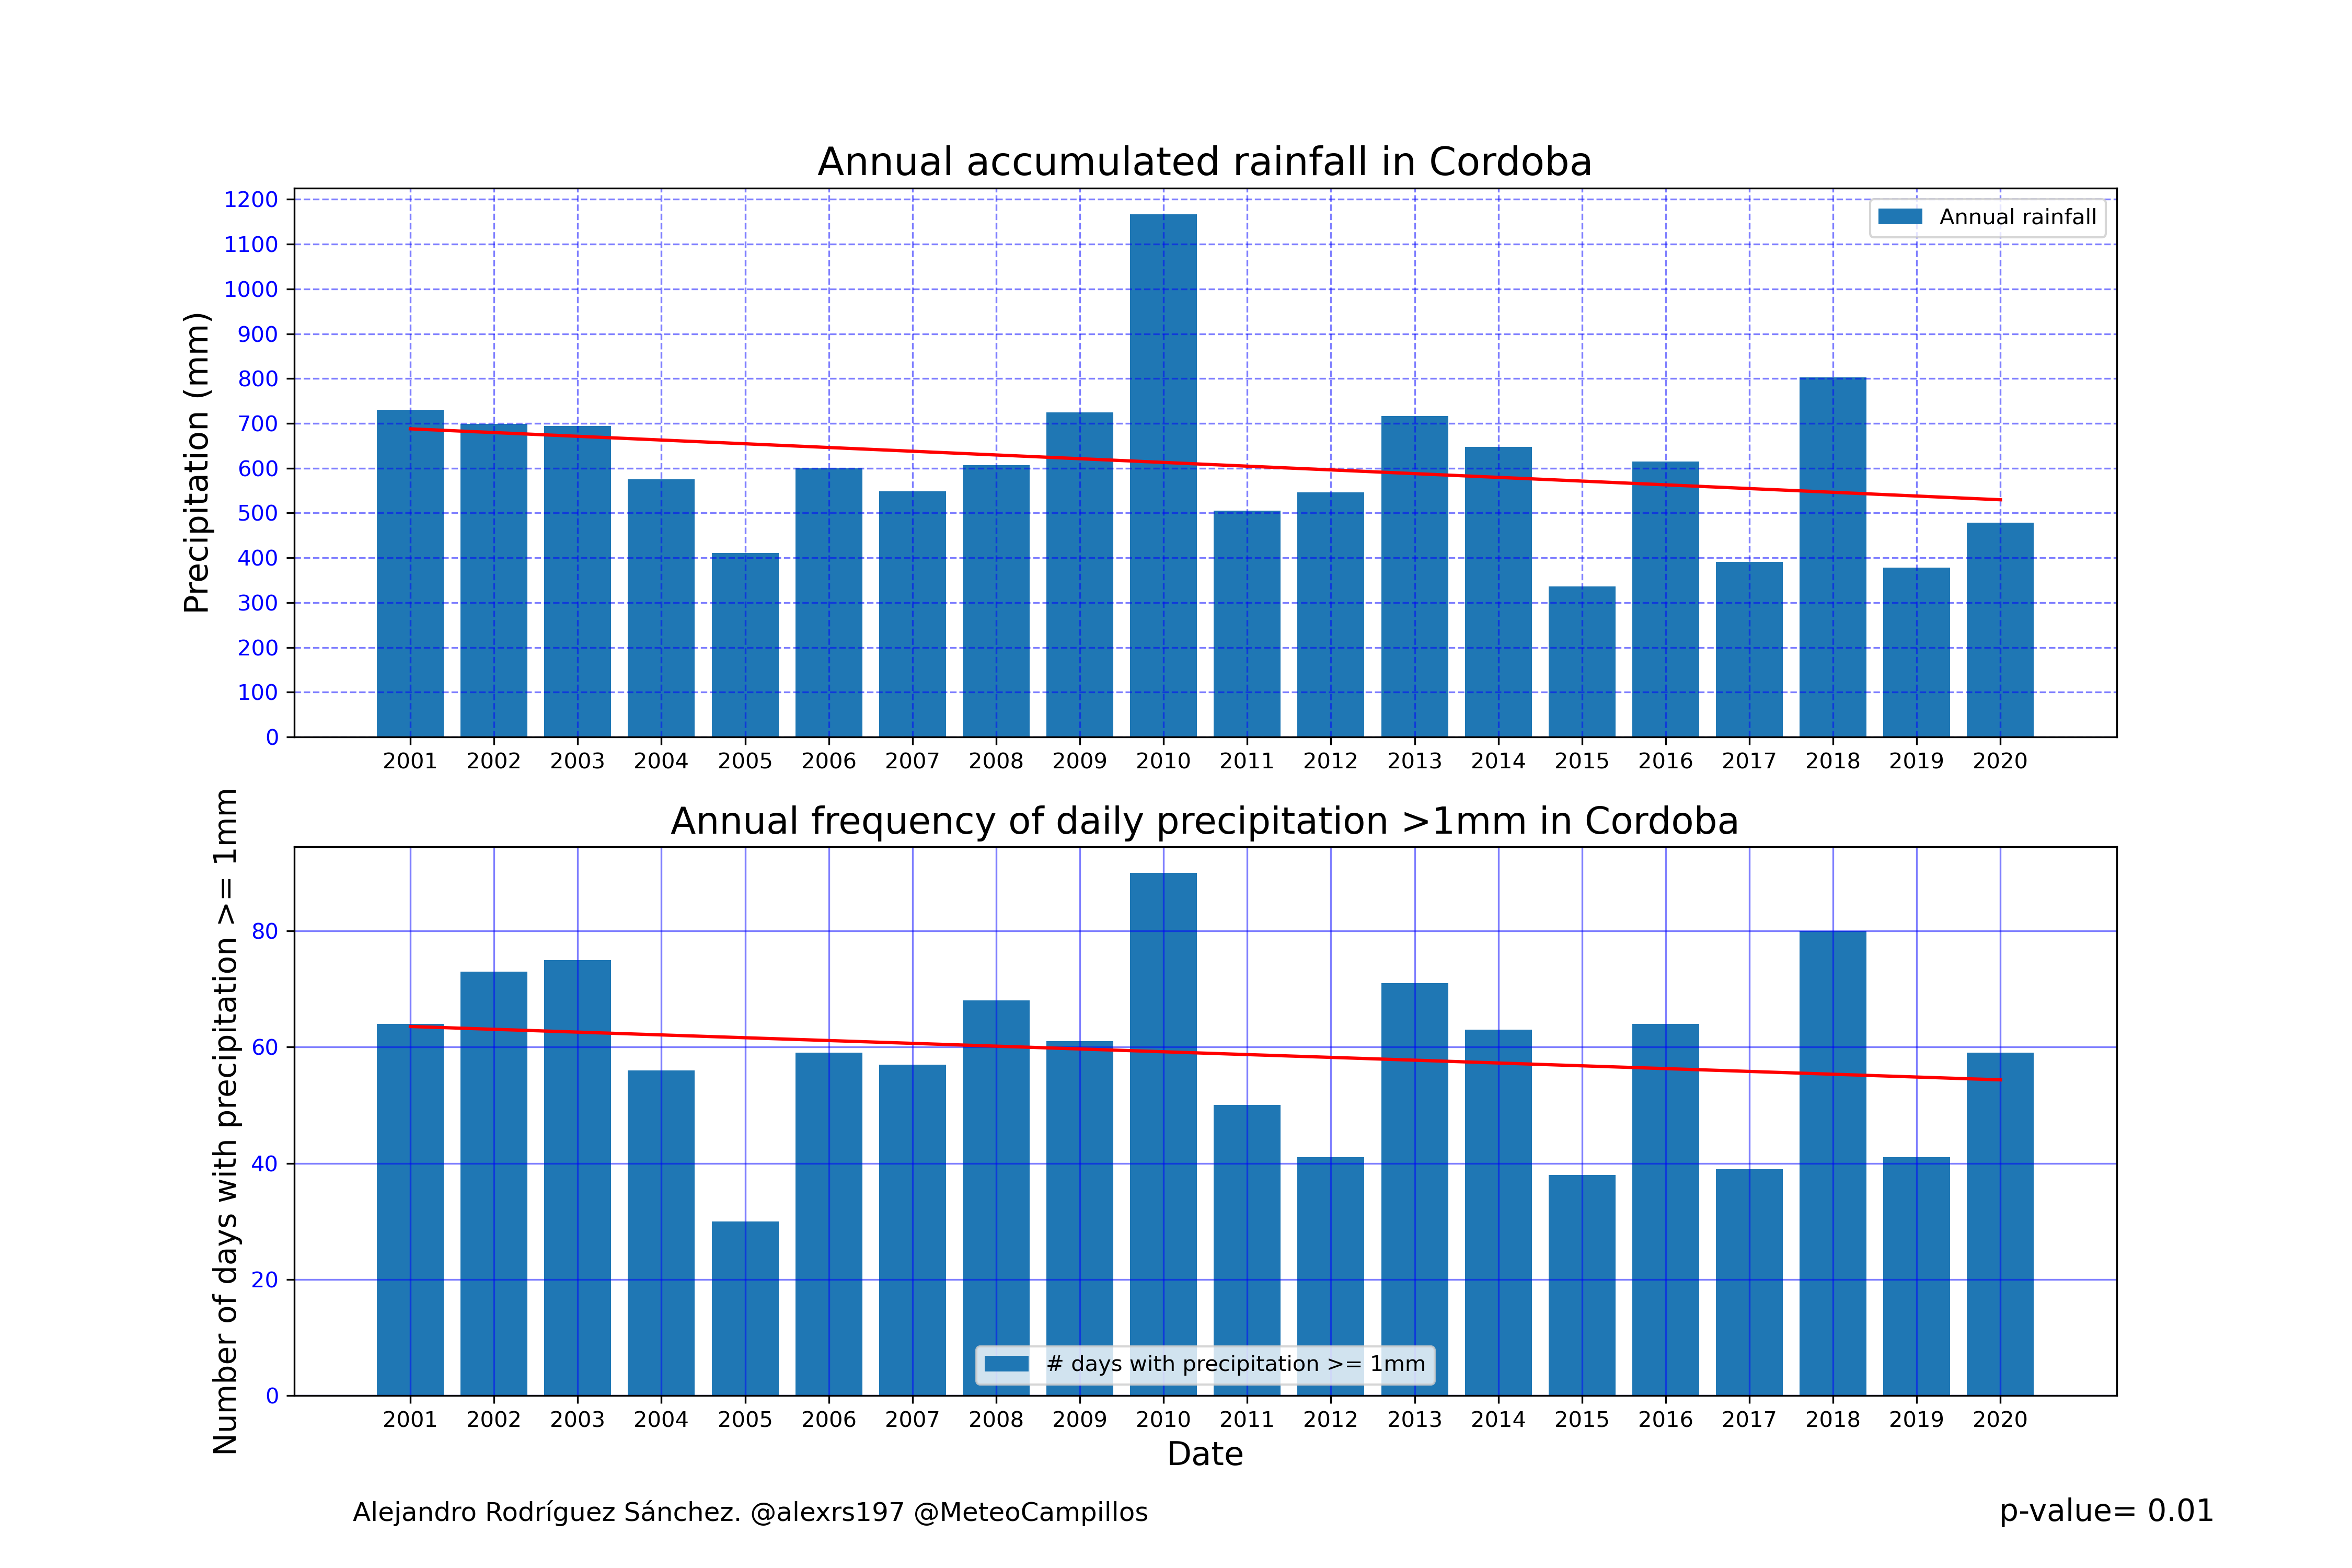 Annual accumulated rainfall in Cordoba
Precipitation (mm)
1200
1100
1000
900
800
700
600
500
400
300
200
100
0
Annual rainfall
2001 2002 2003 2004 2005 2006 2007 2008 2009 2010 2011 2012 2013 2014 2015 2016 2017 2018 2019 2020
Annual frequency of daily precipitation >1mm in Cordoba
Number of days with precipitation >= 1mm
80
60
40
20
0
# days with precipitation >= 1mm
2001 2002 2003 2004 2005 2006 2007 2008 2009 2010 2011 2012 2013 2014 2015 2016 2017 2018 2019 2020
Date
Alejandro Rodríguez Sánchez. @alexrs197 @MeteoCampillos
p-value= 0.01